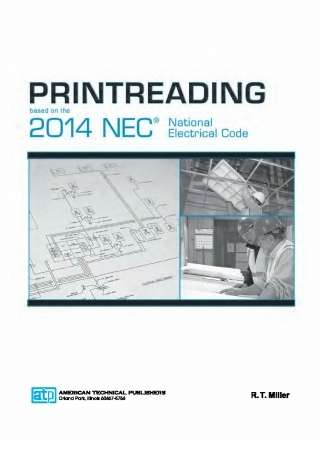 PRINTREADING
based on the
2014 NEC® National
Electrical Code
atp AMERICAN TECHNICAL PUBLISHERS
Orland Park, Illinois 60467-5756
R. T. Miller